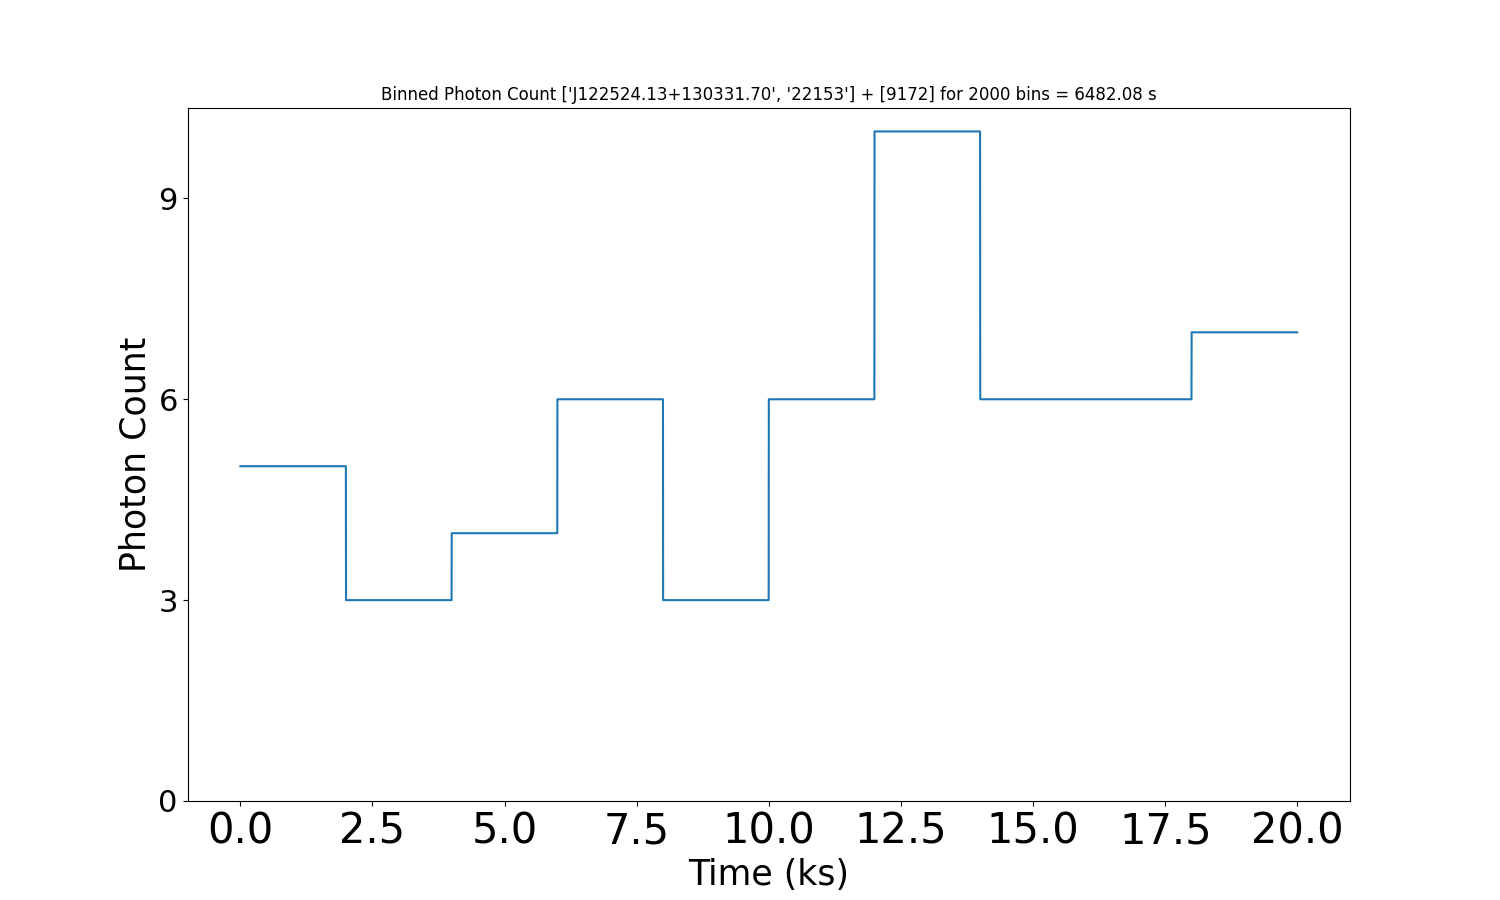 Binned Photon Count ['J122524.13+130331.70', '22153'] + [9172] for 2000 bins = 6482.08 s
9
6
3
0
Photon Count
0.0 2.5 5.0 7.5 10.0 12.5 15.0 17.5 20.0
Time (ks)